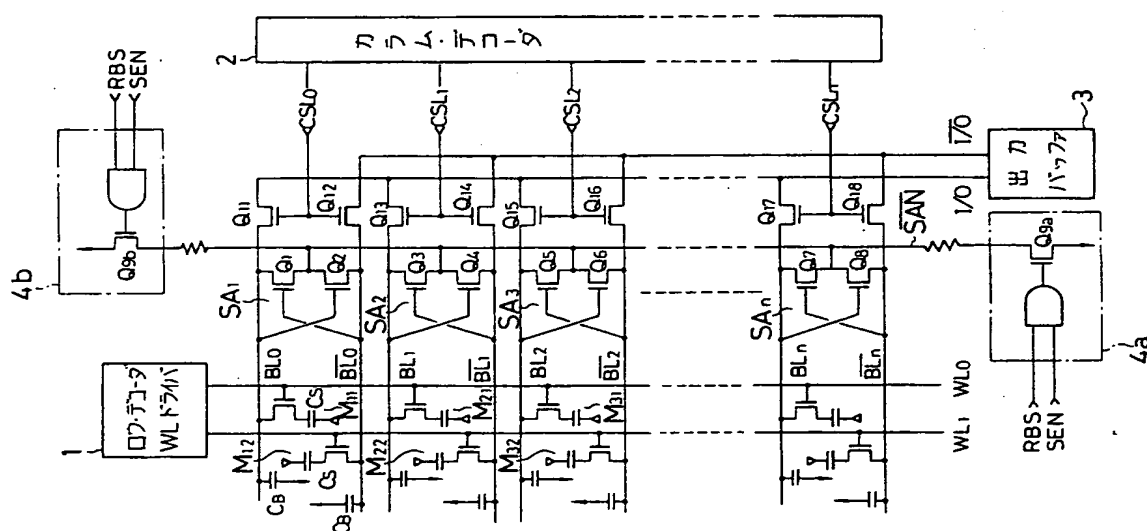 カラム・デコーダ
2
RBS
SEN
4b
Q9b
CSL0
CSL1
CSL2
CSLn
I/O
I/O
出力
バッファ
3
Q11
Q12
Q13
Q14
Q15
Q16
Q17
Q18
SAN
Q9a
4a
RBS
SEN
SA1
Q1
Q2
SA2
Q3
Q4
SA3
Q5
Q6
SAn
Q7
Q8
1
ロウ・デコーダ
WLドライバ
BL0
BL0
BL1
BL1
BL2
BL2
BLn
BLn
CS
M11
M21
M31
WL0
WL1
M12
M22
M32
CS
CB
CB